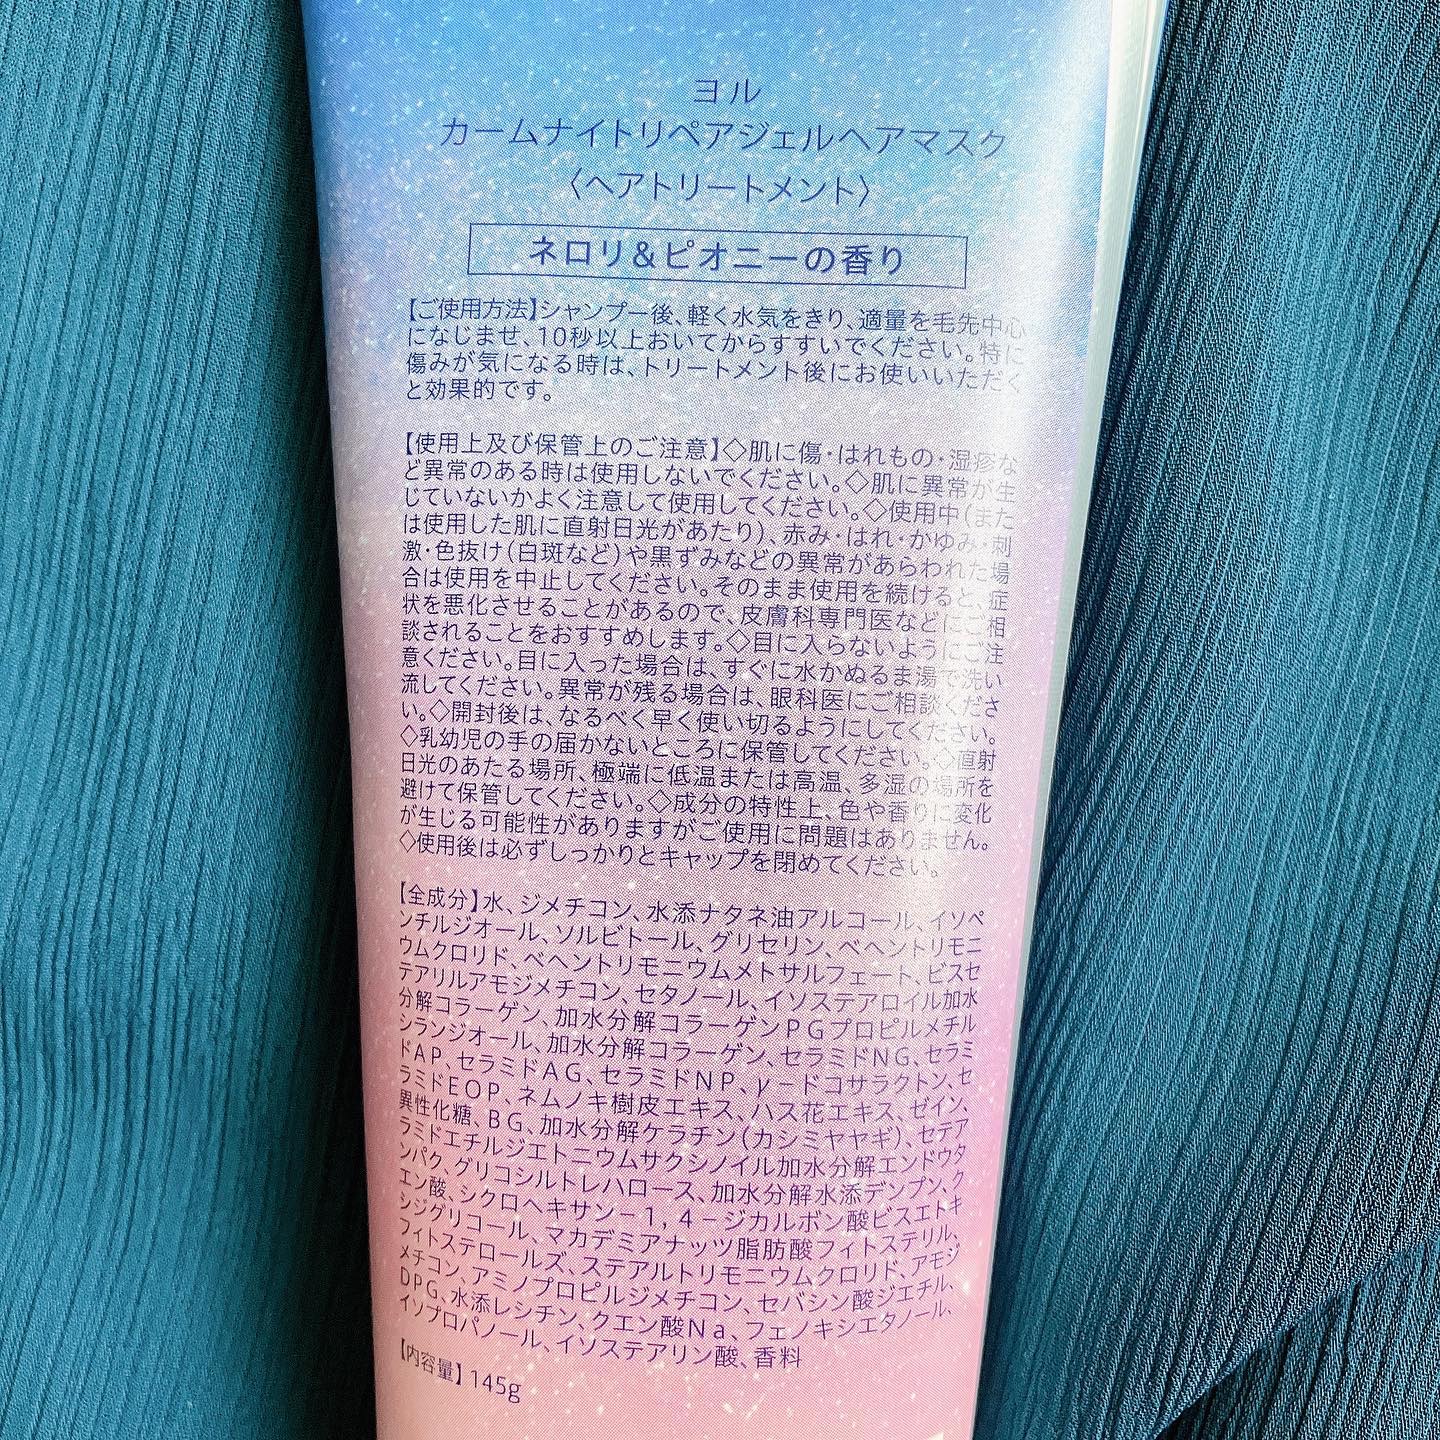 ヨル
カームナイトリペアジェルヘアマスク
〈ヘアトリートメント〉
ネロリ&ピオニーの香り
【ご使用方法】シャンプー後、軽く水気をきり、適量を毛先中心
になじませ、10秒以上おいてからすすいでください。特に
傷みが気になる時は、トリートメント後にお使いいただく
と効果的です。
【使用上及び保管上のご注意】◇肌に傷・はれもの・湿疹な
ど異常のある時は使用しないでください。◇肌に異常が生
じていないかよく注意して使用してください。◇使用中(また
は使用した肌に直射日光があたり)、赤み・はれ・かゆみ・刺
激・色抜け(白斑など)や黒ずみなどの異常があらわれた場
合は使用を中止してください。そのまま使用を続けると、症
状を悪化させることがあるので、皮膚科専門医などにご相
談されることをおすすめします。◇目に入らないようにご注
意ください。目に入った場合は、すぐに水かぬるま湯で洗い
流してください。異常が残る場合は、眼科医にご相談くださ
い。◇開封後は、なるべく早く使い切るようにしてください。
◇乳幼児の手の届かないところに保管してください。◇直射
日光のあたる場所、極端に低温または高温、多湿の場所を
避けて保管してください。◇成分の特性上、色や香りに変化
が生じる可能性がありますがご使用に問題はありません。
◇使用後は必ずしっかりとキャップを閉めてください。
【全成分】水、ジメチコン、水添ナタネ油アルコール、イソペ
ンチルジオール、ソルビトール、グリセリン、ベヘントリモニ
ウムクロリド、ベヘントリモニウムメトサルフェート、ビスセ
テアリルアモジメチコン、セタノール、イソステアロイル加水
分解コラーゲン、加水分解コラーゲンPGプロピルメチル
シランジオール、加水分解コラーゲン、セラミドNG、セラミ
ドAP、セラミドAG、セラミドNP、γ-ドコサラクトン、セ
ラミドEOP、ネムノキ樹皮エキス、ハス花エキス、ゼイン、
異性化糖、BG、加水分解ケラチン(カシミヤヤギ)、セテア
ラミドエチルジエトニウムサクシノイル加水分解エンドウタ
ンパク、グリコシルトレハロース、加水分解水添デンプン、ク
エン酸、シクロヘキサン-1,4-ジカルボン酸ビスエトキ
シジグリコール、マカデミアナッツ脂肪酸フィトステリル、
フィトステロールズ、ステアルトリモニウムクロリド、アモジ
メチコン、アミノプロピルジメチコン、セバシン酸ジエチル、
DPG、水添レシチン、クエン酸Na、フェノキシエタノール、
イソプロパノール、イソステアリン酸、香料
【内容量】145g